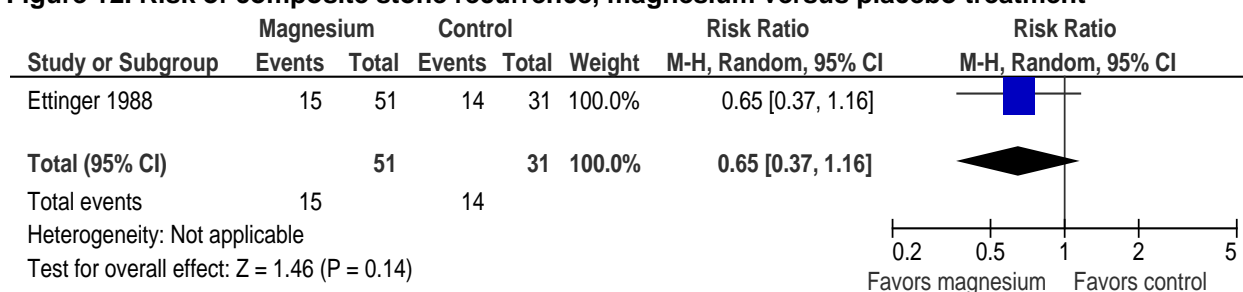 Figure 12. Risk of composite stone recurrence, magnesium versus placebo treatment
Magnesium Control Risk Ratio Risk Ratio
Study or Subgroup Events Total Events Total Weight M-H, Random, 95% CI M-H, Random, 95% CI
Ettinger 1988 15 51 14 31 100.0% 0.65 [0.37, 1.16]
Total (95% CI) 51 31 100.0% 0.65 [0.37, 1.16]
Total events 15 14
Heterogeneity: Not applicable
Test for overall effect: Z = 1.46 (P = 0.14)
0.2 0.5 1 2 5
Favors magnesium Favors control